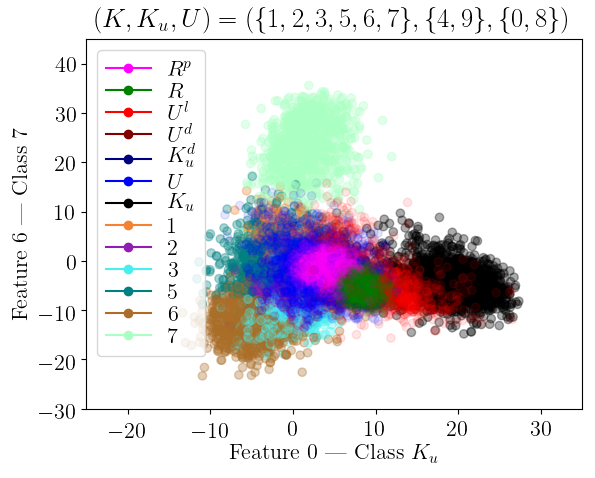 (K, K_u, U) = ({1, 2, 3, 5, 6, 7}, {4, 9}, {0, 8})
40
30
20
10
0
−10
−20
−30
Feature 6 — Class 7
R^p
R
U^l
U^d
K_u^d
U
K_u
1
2
3
5
6
7
−20
−10
0
10
20
30
Feature 0 — Class K_u